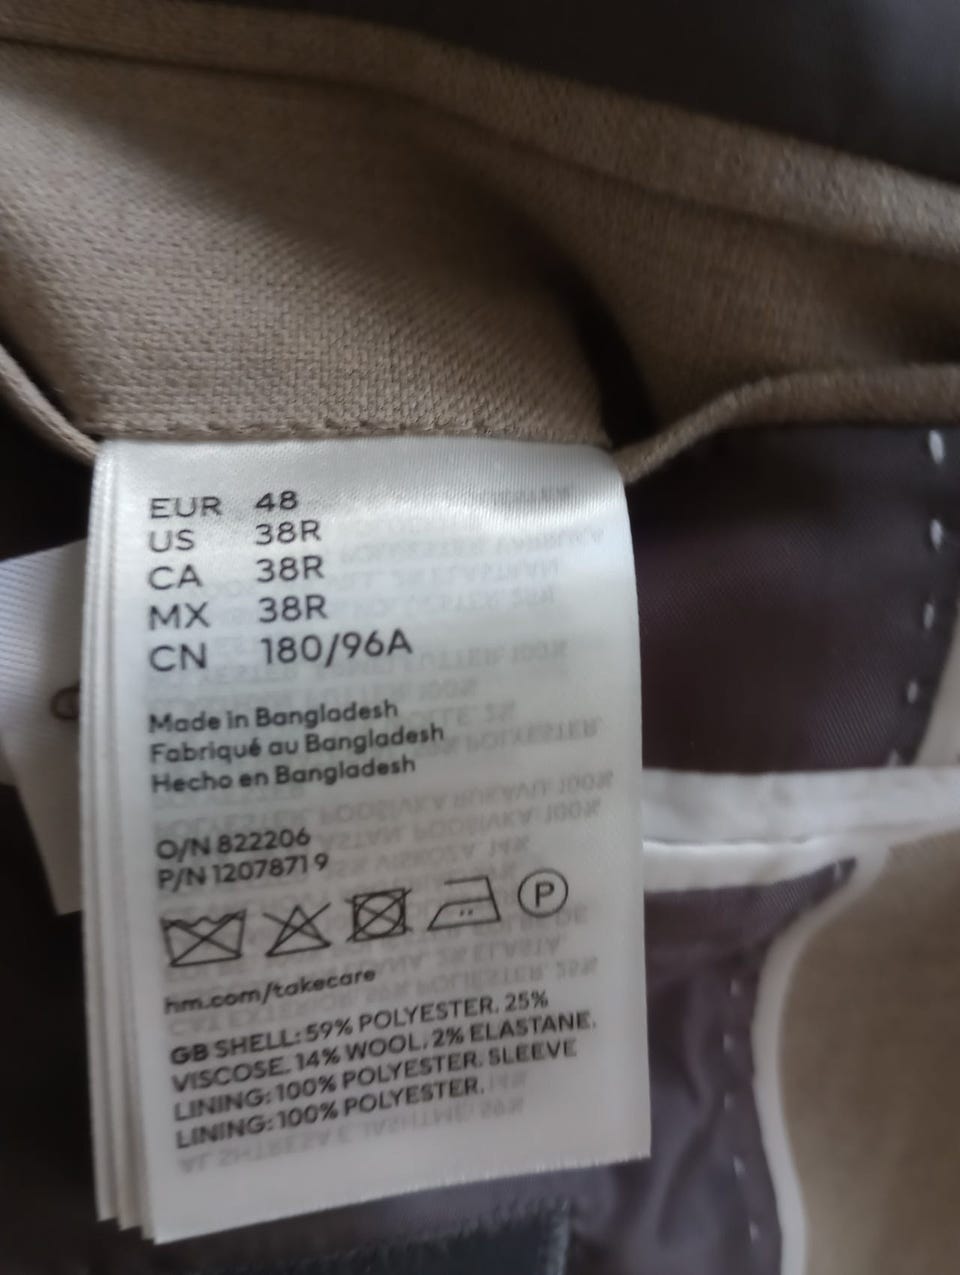 EUR 48
US 38R
CA 38R
MX 38R
CN 180/96A
Made in Bangladesh
Fabriqué au Bangladesh
Hecho en Bangladesh
O/N 822206
P/N 1207871 9
P
hm.com/takecare
GB SHELL: 59% POLYESTER. 25%
VISCOSE. 14% WOOL. 2% ELASTANE.
LINING: 100% POLYESTER. SLEEVE
LINING: 100% POLYESTER.